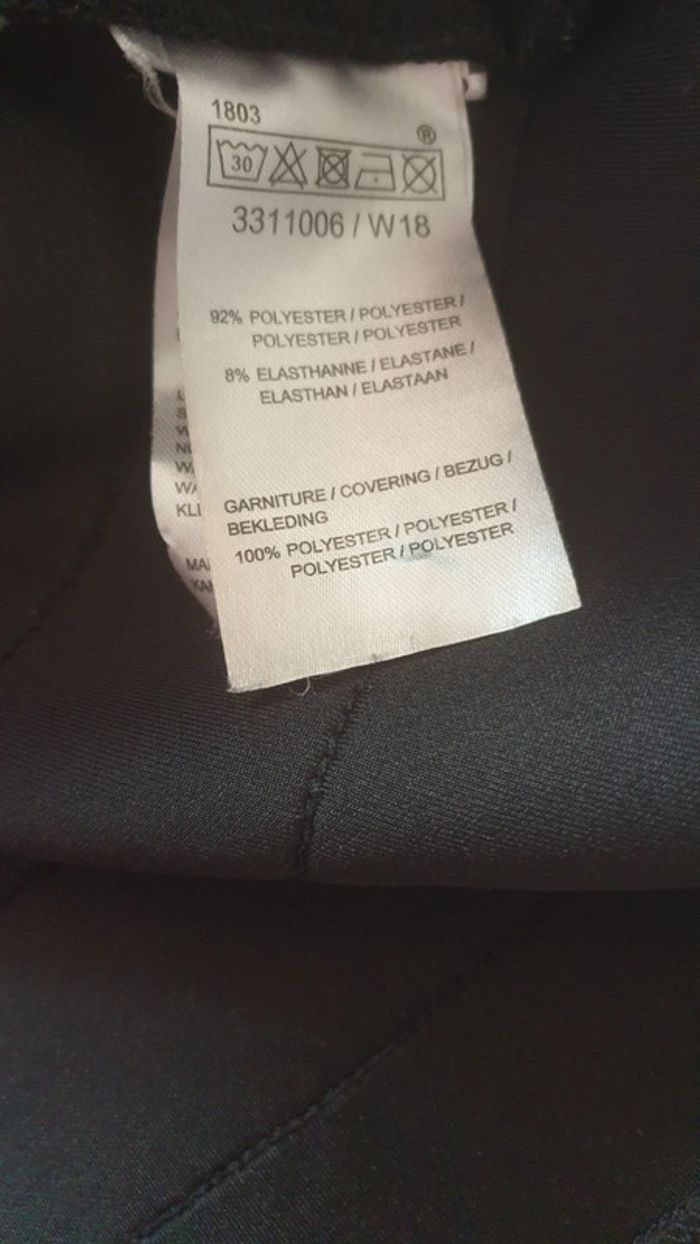 1803
®
30
3311006 / W18
92% POLYESTER / POLYESTER /
POLYESTER / POLYESTER
8% ELASTHANNE / ELASTANE /
ELASTHAN / ELASTAAN
GARNITURE / COVERING / BEZUG /
BEKLEDING
100% POLYESTER / POLYESTER /
POLYESTER / POLYESTER